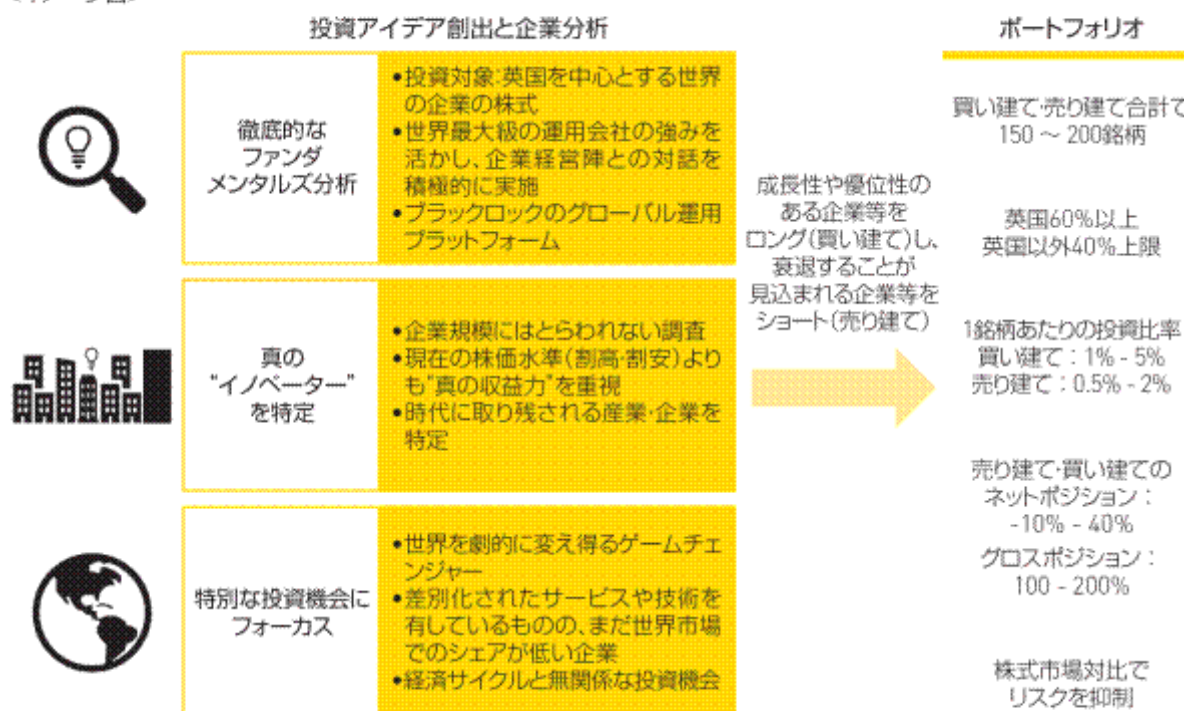 投資アイデア創出と企業分析
徹底的な
ファンダ
メンタルズ分析
•投資対象:英国を中心とする世界
の企業の株式
•世界最大級の運用会社の強みを
活かし、企業経営陣との対話を
積極的に実施
•ブラックロックのグローバル運用
プラットフォーム
真の
“イノベーター”
を特定
•企業規模にはとらわれない調査
•現在の株価水準(割高·割安)より
も“真の収益力”を重視
•時代に取り残される産業·企業を
特定
特別な投資機会に
フォーカス
•世界を劇的に変え得るゲームチェ
ンジャー
•差別化されたサービスや技術を
有しているものの、まだ世界市場
でのシェアが低い企業
•経済サイクルと無関係な投資機会
成長性や優位性の
ある企業等を
ロング(買い建て)し、
衰退することが
見込まれる企業等を
ショート(売り建て)
ポートフォリオ
買い建て·売り建て合計で
150 ～ 200銘柄
英国60%以上
英国以外40%上限
1銘柄あたりの投資比率
買い建て：1% - 5%
売り建て：0.5% - 2%
売り建て·買い建ての
ネットポジション：
-10% - 40%
グロスポジション：
100 - 200%
株式市場対比で
リスクを抑制